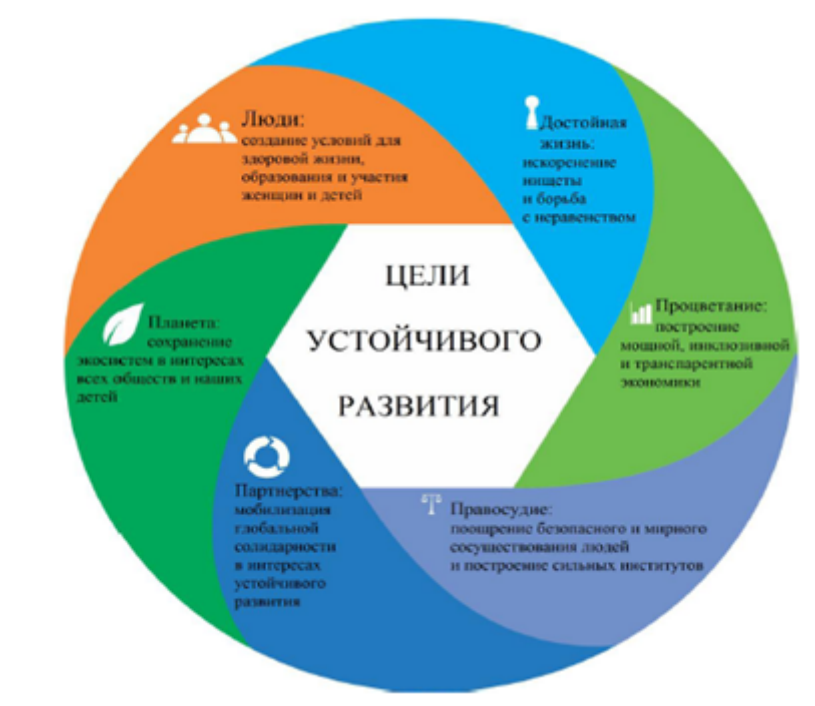 Люди:
создание условий для
здоровой жизни,
образования и участия
женщин и детей
Достойная
жизнь:
искоренение
нищеты
и борьба
с неравенством
ЦЕЛИ
УСТОЙЧИВОГО
РАЗВИТИЯ
Процветание:
построение
мощной, инклюзивной
и транспарентной
экономики
Планета:
сохранение
экосистем в интересах
всех обществ и наших
детей
Партнерства:
мобилизация
глобальной
солидарности
в интересах
устойчивого
развития
Правосудие:
поощрение безопасного и мирного
сосуществования людей
и построение сильных институтов